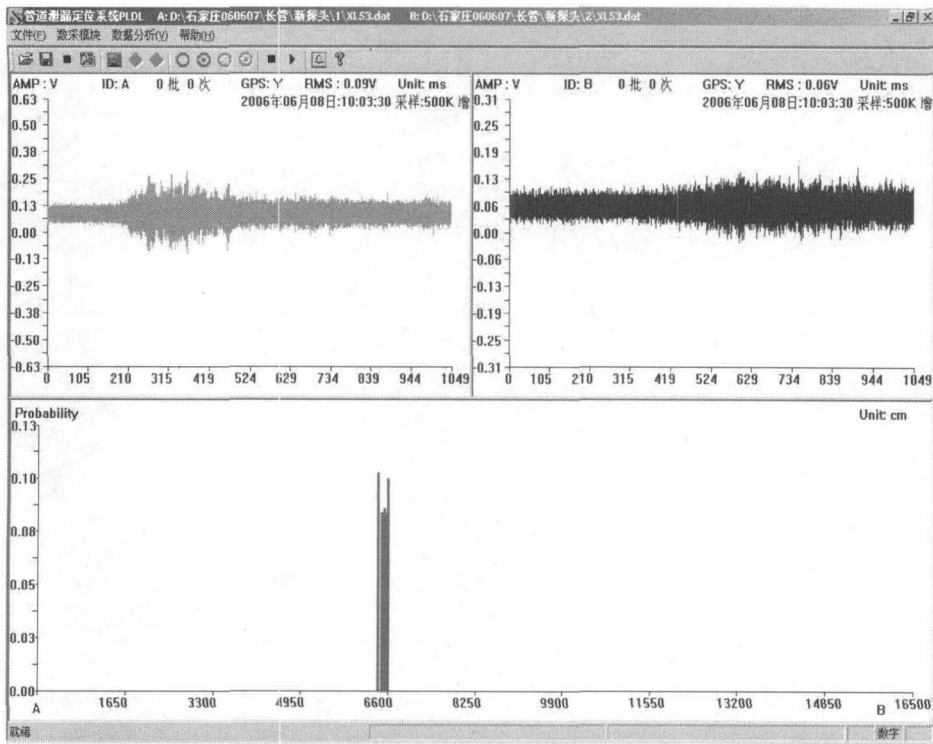 管道泄漏定位系统PLDL A: D:\石家庄060607\长管\新探头\1\XL53.dat B: D:\石家庄060607\长管\新探头\2\XL53.dat
文件(F) 数采模块 数据分析(V) 帮助(H)
AMP: V ID: A 0 批 0 次 GPS: Y RMS : 0.09V Unit: ms
2006年06月08日:10:03:30 采样:500K 增
0.63
0.50
0.38
0.25
0.13
0.00
-0.13
-0.25
-0.38
-0.50
-0.63
0 105 210 315 419 524 629 734 839 944 1049
AMP: V ID: B 0 批 0 次 GPS: Y RMS : 0.06V Unit: ms
2006年06月08日:10:03:30 采样:500K 增
0.31
0.25
0.19
0.13
0.06
0.00
-0.06
-0.13
-0.19
-0.25
-0.31
0 105 210 315 419 524 629 734 839 944 1049
Probability Unit: cm
0.13
0.10
0.08
0.05
0.03
0.00
A 1650 3300 4950 6600 8250 9900 11550 13200 14850 B 16500
就绪 数字